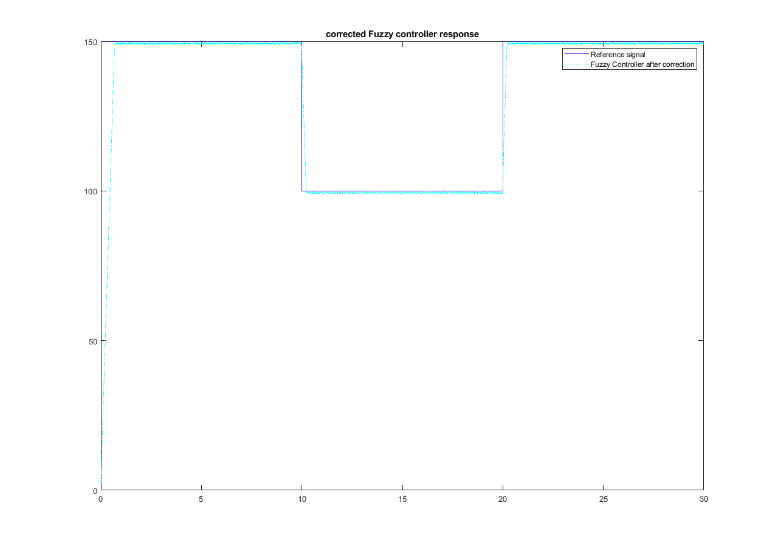 corrected Fuzzy controller response
150
Reference signal
Fuzzy Controller after correction
100
50
0
0 5 10 15 20 25 30